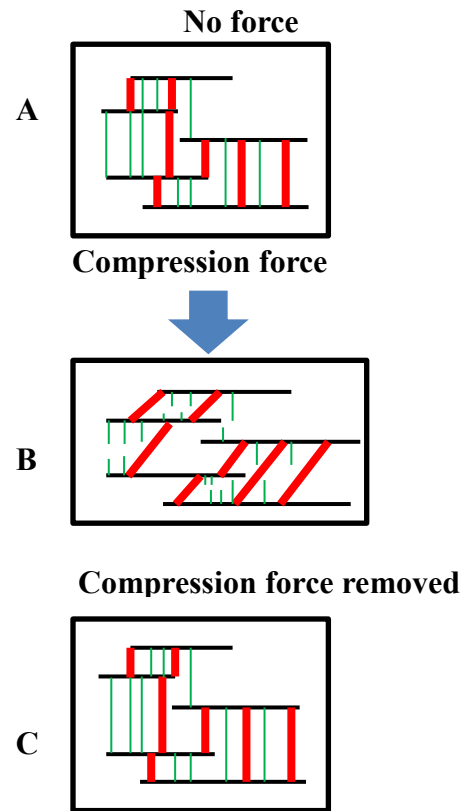 No force
A
Compression force
B
Compression force removed
C